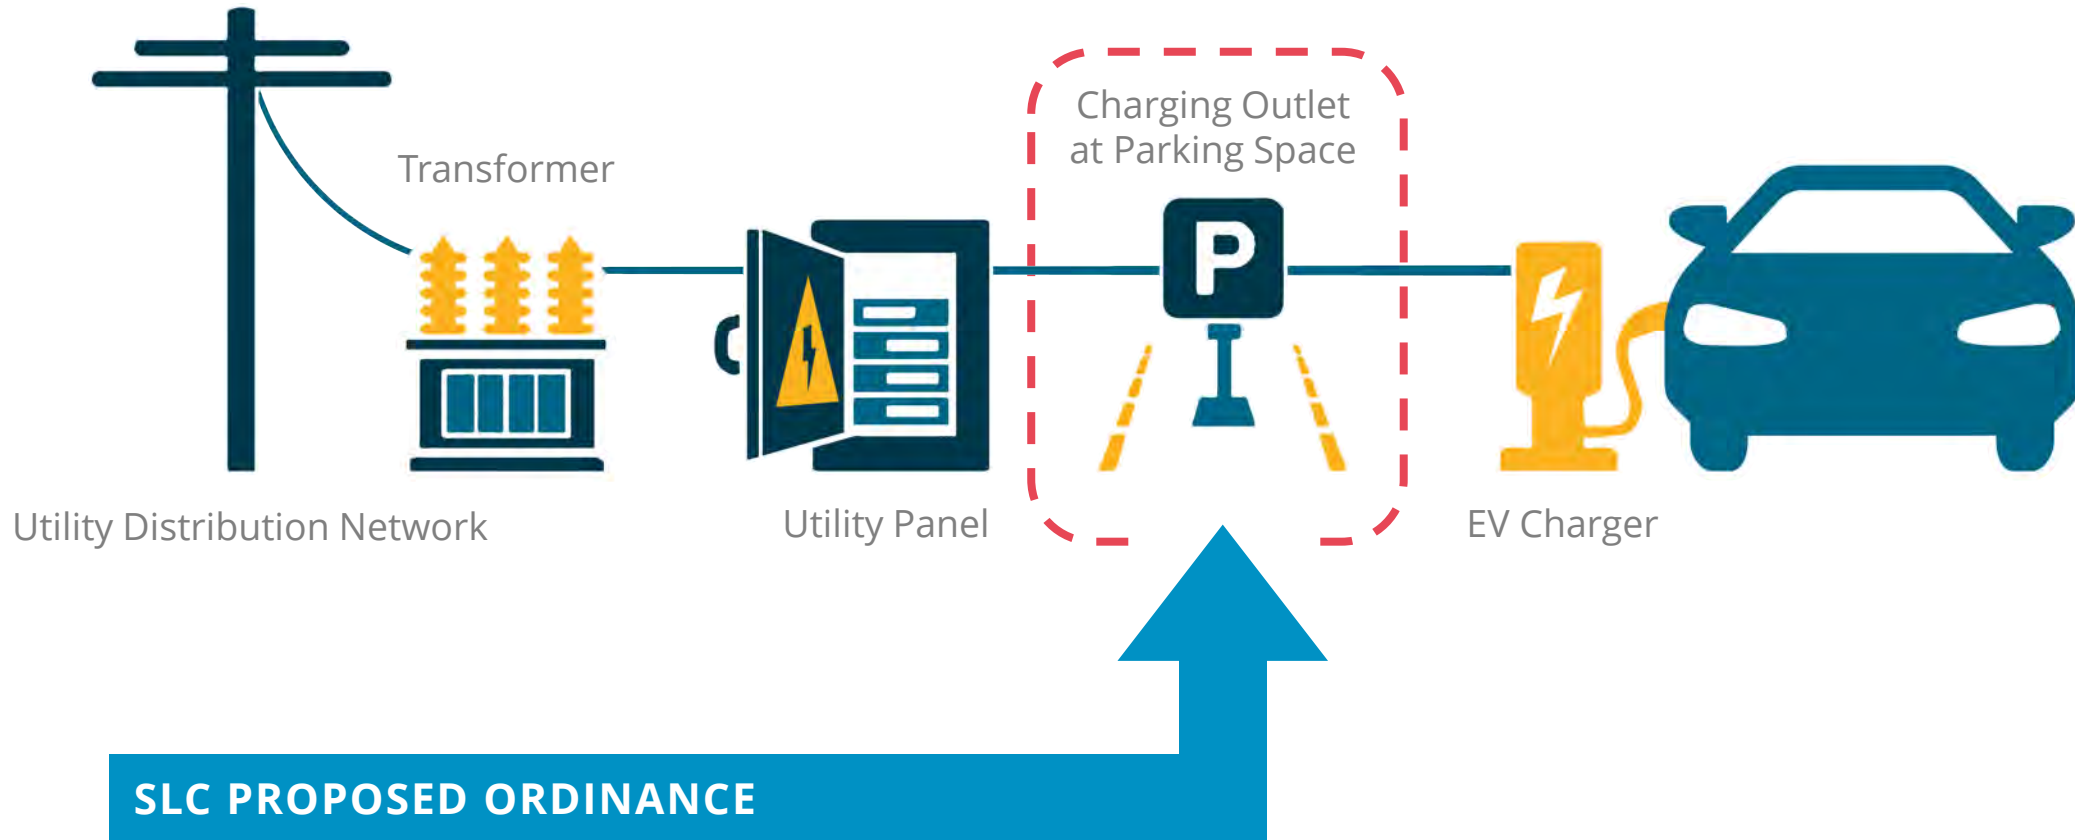 Charging Outlet
at Parking Space
Transformer
P
Utility Distribution Network
Utility Panel
EV Charger
SLC PROPOSED ORDINANCE